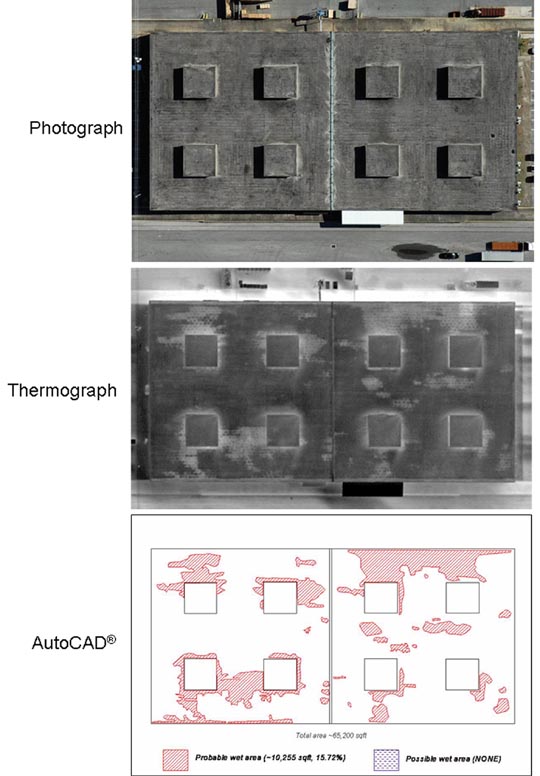 Photograph
Thermograph
AutoCAD®
Total area ~65,200 sqft
Probable wet area (~10,255 sqft, 15.72%)
Possible wet area (NONE)